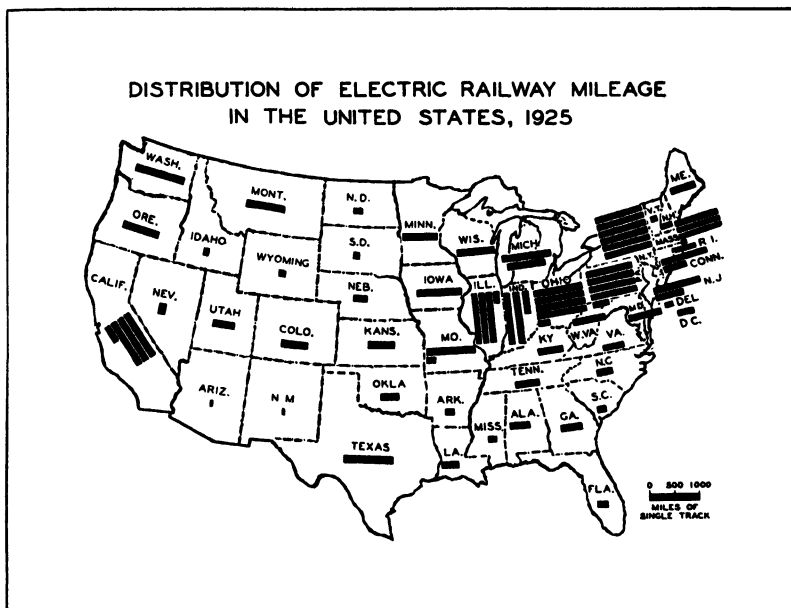 DISTRIBUTION OF ELECTRIC RAILWAY MILEAGE
IN THE UNITED STATES, 1925
WASH.
ORE.
CALIF.
IDAHO
NEV.
MONT.
WYOMING
UTAH
ARIZ.
COLO.
N M
N.D.
S.D.
NEB.
KANS.
OKLA
TEXAS
MINN.
IOWA
MO.
ARK.
LA.
WIS.
ILL.
MICH
IND.
OHIO
KY
TENN.
MISS.
ALA.
GA.
FLA.
S.C.
N.C
VA.
W.VA.
MD.
D C.
DEL
N.J
CONN.
R I.
MASS.
N.Y.
V.T.
N.H.
ME.
0 500 1000
MILES OF
SINGLE TRACK